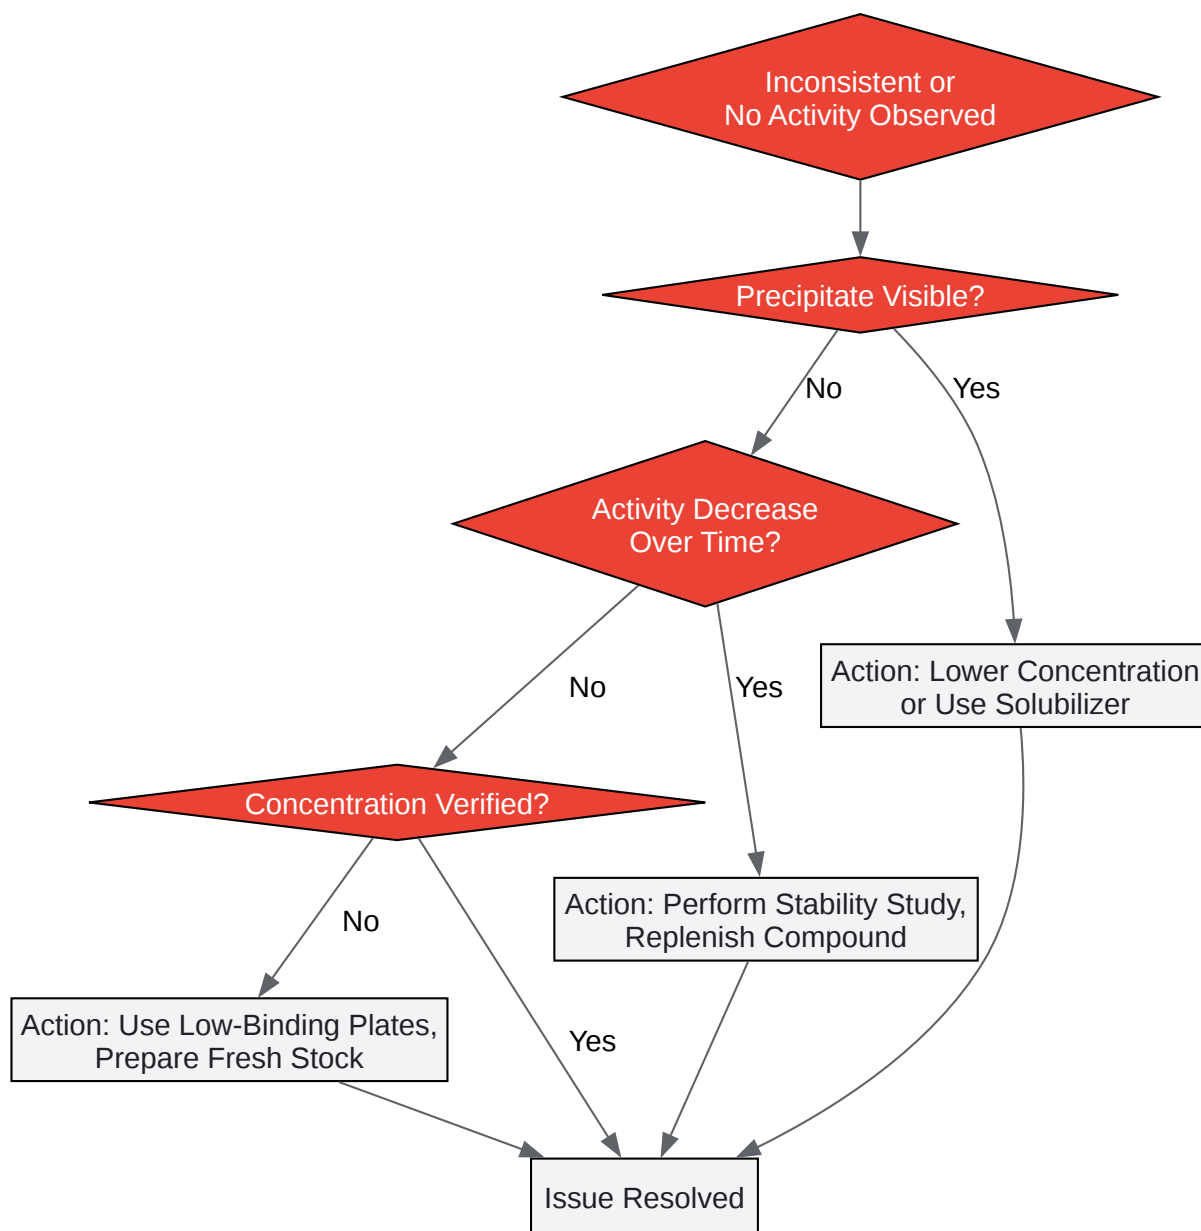 Inconsistent or
No Activity Observed
Precipitate Visible?
No
Yes
Activity Decrease
Over Time?
Action: Lower Concentration
or Use Solubilizer
No
Yes
Concentration Verified?
Action: Perform Stability Study,
Replenish Compound
No
Action: Use Low-Binding Plates,
Prepare Fresh Stock
Yes
Issue Resolved